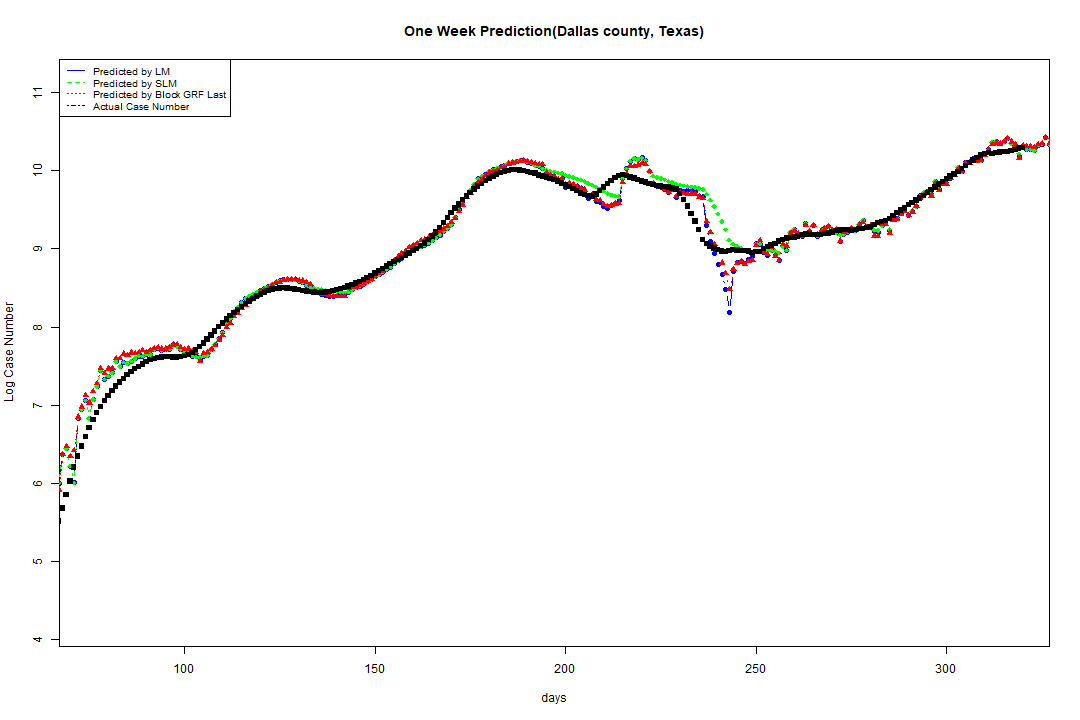 One Week Prediction(Dallas county, Texas)
Predicted by LM
Predicted by SLM
Predicted by Block GRF Last
Actual Case Number
11
10
9
8
7
6
5
4
Log Case Number
100 150 200 250 300
days